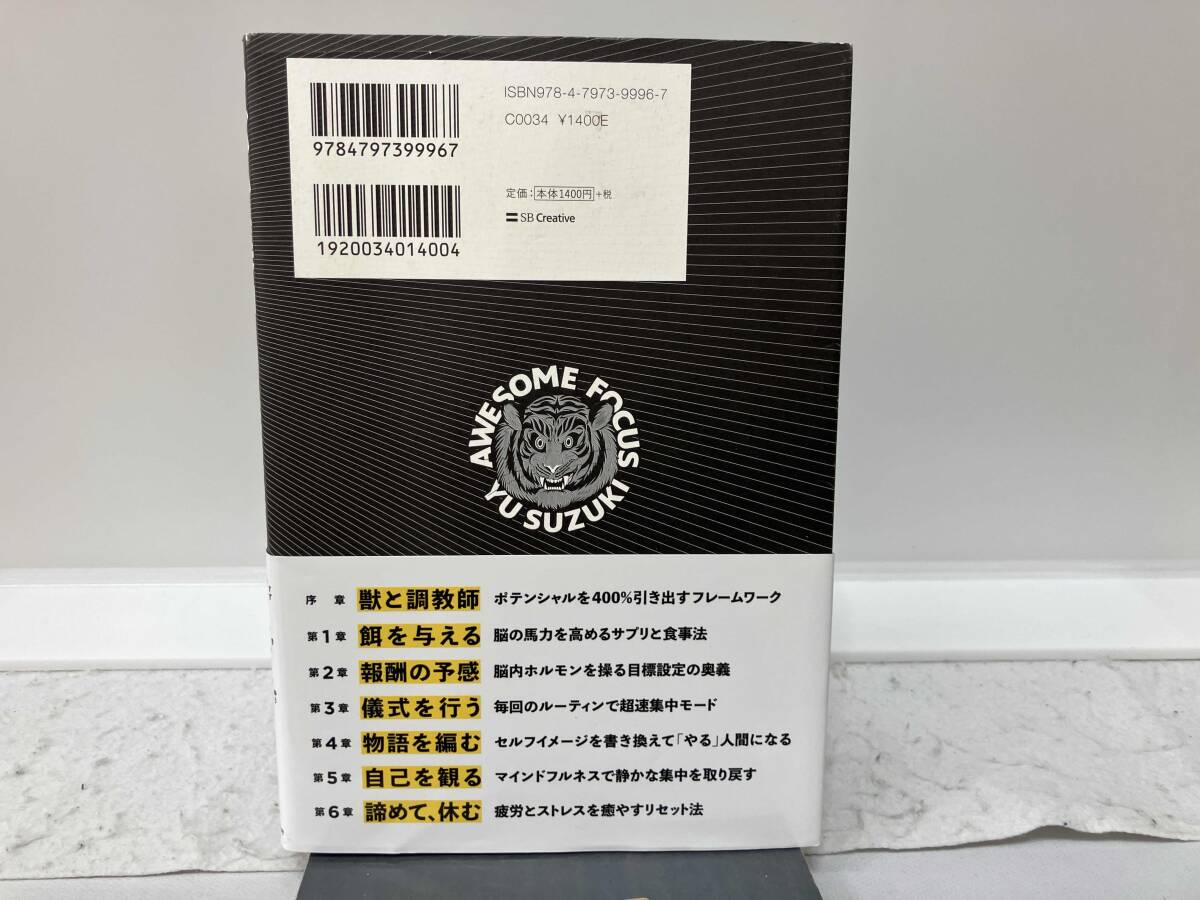 ISBN978-4-7973-9996-7
C0034 ¥1400E
9784797399967
定価：本体1400円＋税
SB Creative
1920034014004
AWESOME FOCUS
YU SUZUKI
序章 獣と調教師 ポテンシャルを400%引き出すフレームワーク
第1章 餌を与える 脳の馬力を高めるサプリと食事法
第2章 報酬の予感 脳内ホルモンを操る目標設定の奥義
第3章 儀式を行う 毎回のルーティンで超速集中モード
第4章 物語を編む セルフイメージを書き換えて「やる」人間になる
第5章 自己を観る マインドフルネスで静かな集中を取り戻す
第6章 諦めて、休む 疲労とストレスを癒やすリセット法